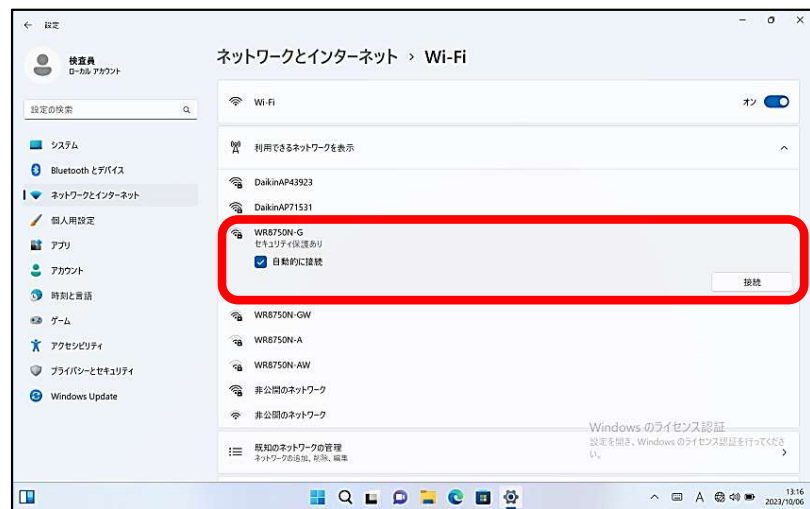 設定
検査員
ローカル アカウント
設定の検索
システム
Bluetooth とデバイス
ネットワークとインターネット
個人用設定
アプリ
アカウント
時刻と言語
ゲーム
アクセシビリティ
プライバシーとセキュリティ
Windows Update
ネットワークとインターネット › Wi-Fi
Wi-Fi
オン
利用できるネットワークを表示
DaikinAP43923
DaikinAP71531
WR8750N-G
セキュリティ保護あり
自動的に接続
接続
WR8750N-GW
WR8750N-A
WR8750N-AW
非公開のネットワーク
非公開のネットワーク
既知のネットワークの管理
ネットワークの追加、削除、編集
Windows のライセンス認証
設定を開き、Windows のライセンス認証を行ってくださ
い。
A
13:16
2023/10/06